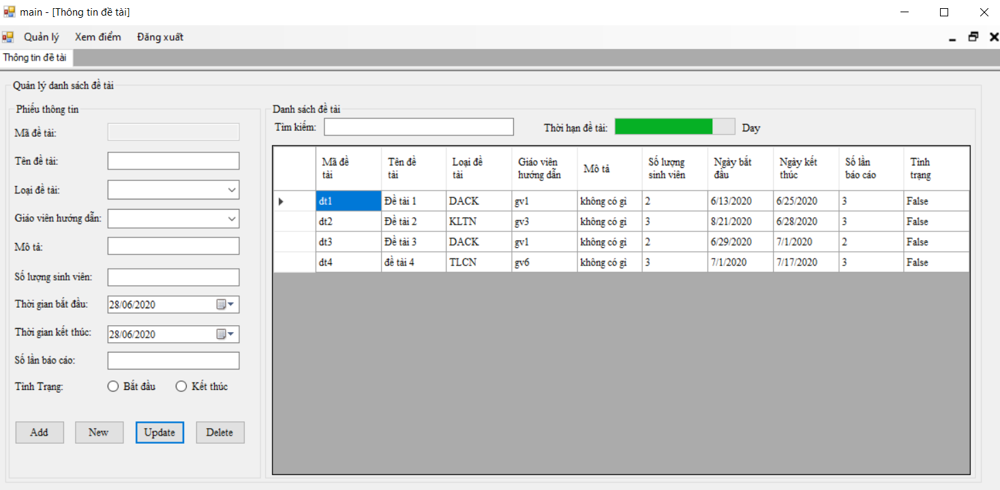 main - [Thông tin đề tài]
Quản lý Xem điểm Đăng xuất
Thông tin đề tài
Quản lý danh sách đề tài
Phiếu thông tin
Mã đề tài:
Tên đề tài:
Loại đề tài:
Giáo viên hướng dẫn:
Mô tả:
Số lượng sinh viên:
Thời gian bắt đầu: 28/06/2020
Thời gian kết thúc: 28/06/2020
Số lần báo cáo:
Tình Trạng: Bắt đầu Kết thúc
Add New Update Delete
Danh sách đề tài
Tìm kiếm: Thời hạn đề tài: Day
Mã đề tài Tên đề tài Loại đề tài Giáo viên hướng dẫn Mô tả Số lượng sinh viên Ngày bắt đầu Ngày kết thúc Số lần báo cáo Tình trạng
dt1 Đề tài 1 DACK gv1 không có gì 2 6/13/2020 6/25/2020 3 False
dt2 Đề tài 2 KLTN gv3 không có gì 3 8/21/2020 6/28/2020 3 False
dt3 Đề tài 3 DACK gv1 không có gì 2 6/29/2020 7/1/2020 2 False
dt4 đề tài 4 TLCN gv6 không có gì 3 7/1/2020 7/17/2020 3 False